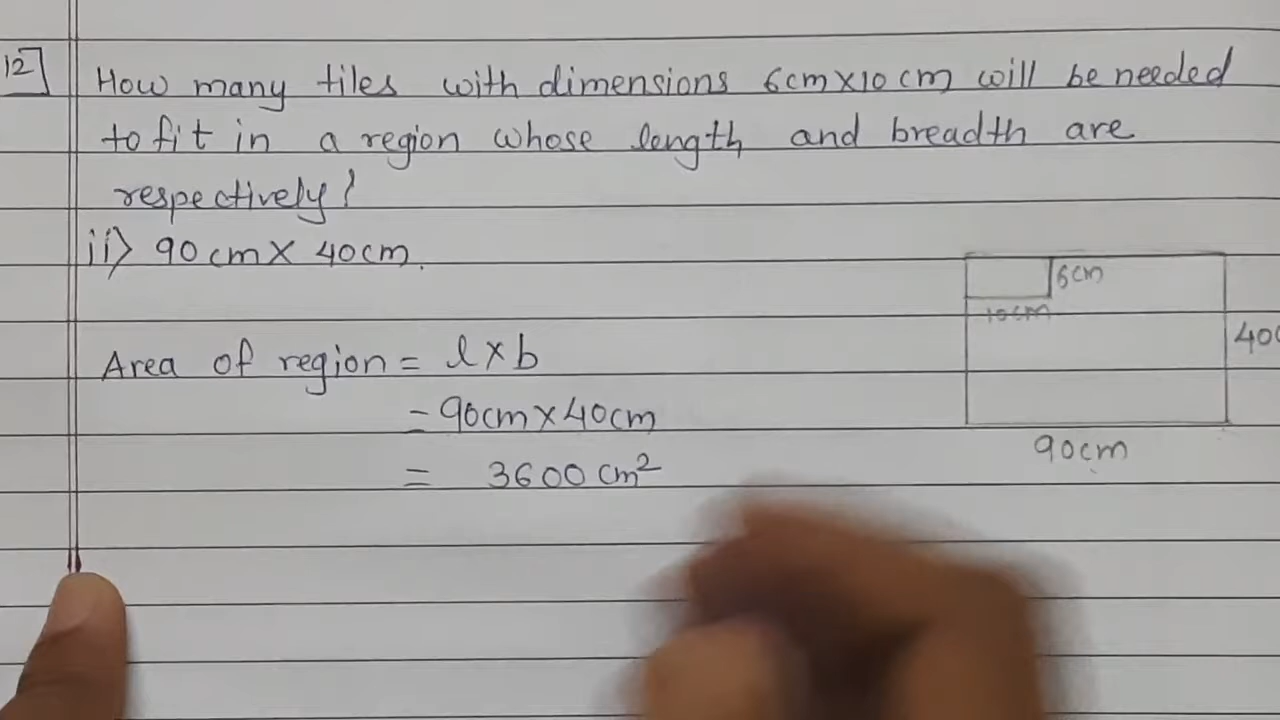 12]
How many tiles with dimensions 6cm×10cm will be needed
to fit in a region whose length and breadth are
respectively?
ii) 90cm × 40cm.
6cm
10cm
Area of region = l×b
= 90cm×40cm
= 3600 cm²
90cm